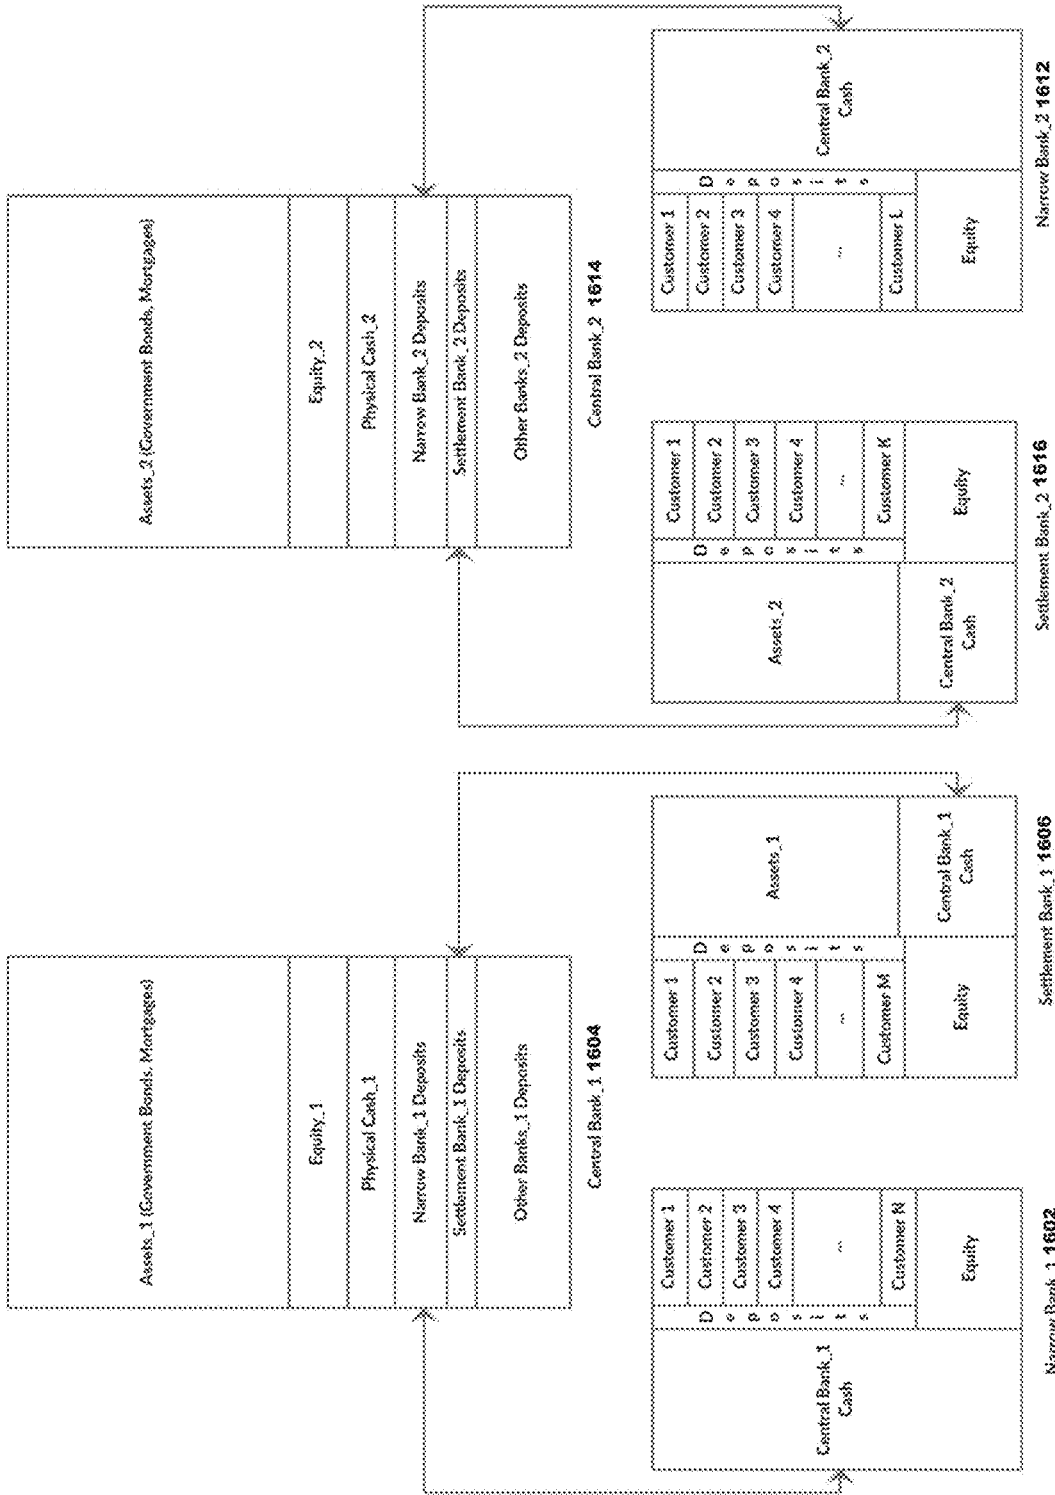 Assets_1 (Government Bonds, Mortgages)
Equity_1
Physical Cash_1
Narrow Bank_1 Deposits
Settlement Bank_1 Deposits
Other Banks_1 Deposits
Central Bank_1 1604
Assets_2 (Government Bonds, Mortgages)
Equity_2
Physical Cash_2
Narrow Bank_2 Deposits
Settlement Bank_2 Deposits
Other Banks_2 Deposits
Central Bank_2 1614
Central Bank_1
Cash
Deposits
Customer 1
Customer 2
Customer 3
Customer 4
...
Customer N
Equity
Narrow Bank_1 1602
Customer 1
Customer 2
Customer 3
Customer 4
...
Customer M
Equity
Deposits
Assets_1
Central Bank_1
Cash
Settlement Bank_1 1606
Assets_2
Central Bank_2
Cash
Deposits
Customer 1
Customer 2
Customer 3
Customer 4
...
Customer K
Equity
Settlement Bank_2 1616
Customer 1
Customer 2
Customer 3
Customer 4
...
Customer L
Equity
Deposits
Central Bank_2
Cash
Narrow Bank_2 1612